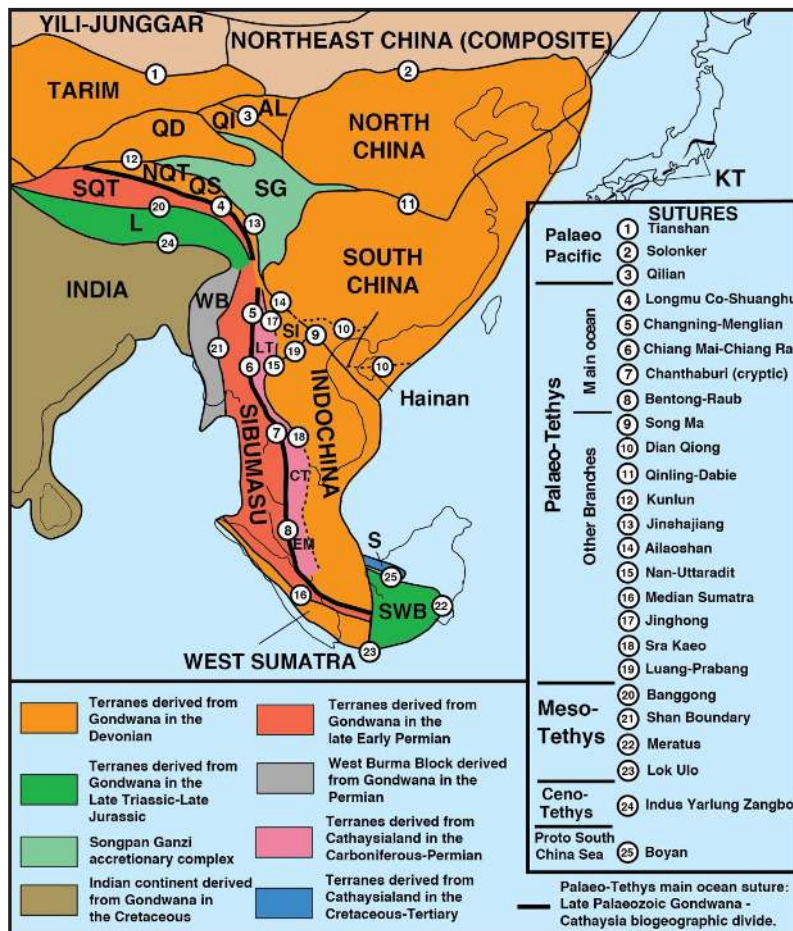 YILI-JUNGGAR
NORTHEAST CHINA (COMPOSITE)
1
2
TARIM
QI
3
AL
QD
NORTH
CHINA
12
NQT
QS
SG
SQT
4
KT
20
11
L
13
24
SOUTH
CHINA
INDIA
WB
14
5
17
SI
9
10
21
LT
19
15
10
6
Hainan
SIBUMASU
INDOCHINA
7
18
CT
8
EM
S
25
16
SWB
22
WEST SUMATRA
23
SUTURES
Palaeo
Pacific
1 Tianshan
2 Solonker
3 Qilian
Palaeo-Tethys
Main ocean
4 Longmu Co-Shuanghu
5 Changning-Menglian
6 Chiang Mai-Chiang Ra
7 Chanthaburi (cryptic)
8 Bentong-Raub
Other Branches
9 Song Ma
10 Dian Qiong
11 Qinling-Dabie
12 Kunlun
13 Jinshajiang
14 Ailaoshan
15 Nan-Uttaradit
16 Median Sumatra
17 Jinghong
18 Sra Kaeo
19 Luang-Prabang
Meso-
Tethys
20 Banggong
21 Shan Boundary
22 Meratus
23 Lok Ulo
Ceno-
Tethys
24 Indus Yarlung Zangbo
Proto South
China Sea
25 Boyan
Palaeo-Tethys main ocean suture:
Late Palaeozoic Gondwana -
Cathaysia biogeographic divide.
Terranes derived from
Gondwana in the
Devonian
Terranes derived from
Gondwana in the
Late Triassic-Late
Jurassic
Songpan Ganzi
accretionary complex
Indian continent derived
from Gondwana in
the Cretaceous
Terranes derived from
Gondwana in the
late Early Permian
West Burma Block derived
from Gondwana in the
Permian
Terranes derived from
Cathaysialand in the
Carboniferous-Permian
Terranes derived from
Cathaysialand in the
Cretaceous-Tertiary